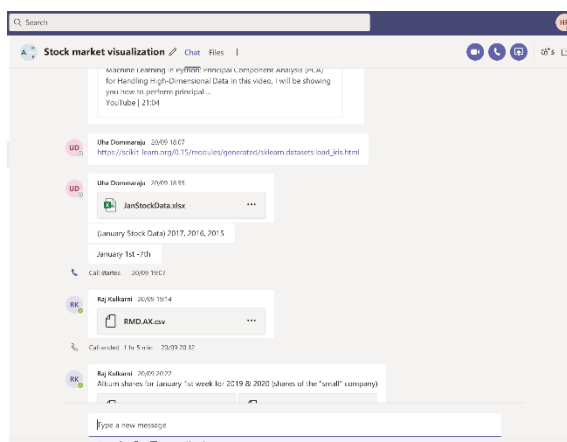 Search
HP
A
Stock market visualization Chat Files
Machine Learning in Python: Principal Component Analysis (PCA)
for Handling High-Dimensional Data In this video, I will be showing
you how to perform principal ...
YouTube | 21:04
UD
Uha Dommaraju 20/09 18:07
https://scikit-learn.org/0.15/modules/generated/sklearn.datasets.load_iris.html
UD
Uha Dommaraju 20/09 18:55
JanStockData.xlsx ...
(January Stock Data) 2017, 2016, 2015
January 1st -7th
Call started 20/09 19:07
RK
Raj Kulkarni 20/09 19:14
RMD.AX.csv ...
Call ended 1 hr 5 min 20/09 20:12
RK
Raj Kulkarni 20/09 20:22
Altium shares for January 1st week for 2019 & 2020 (shares of the "small" company)
Type a new message